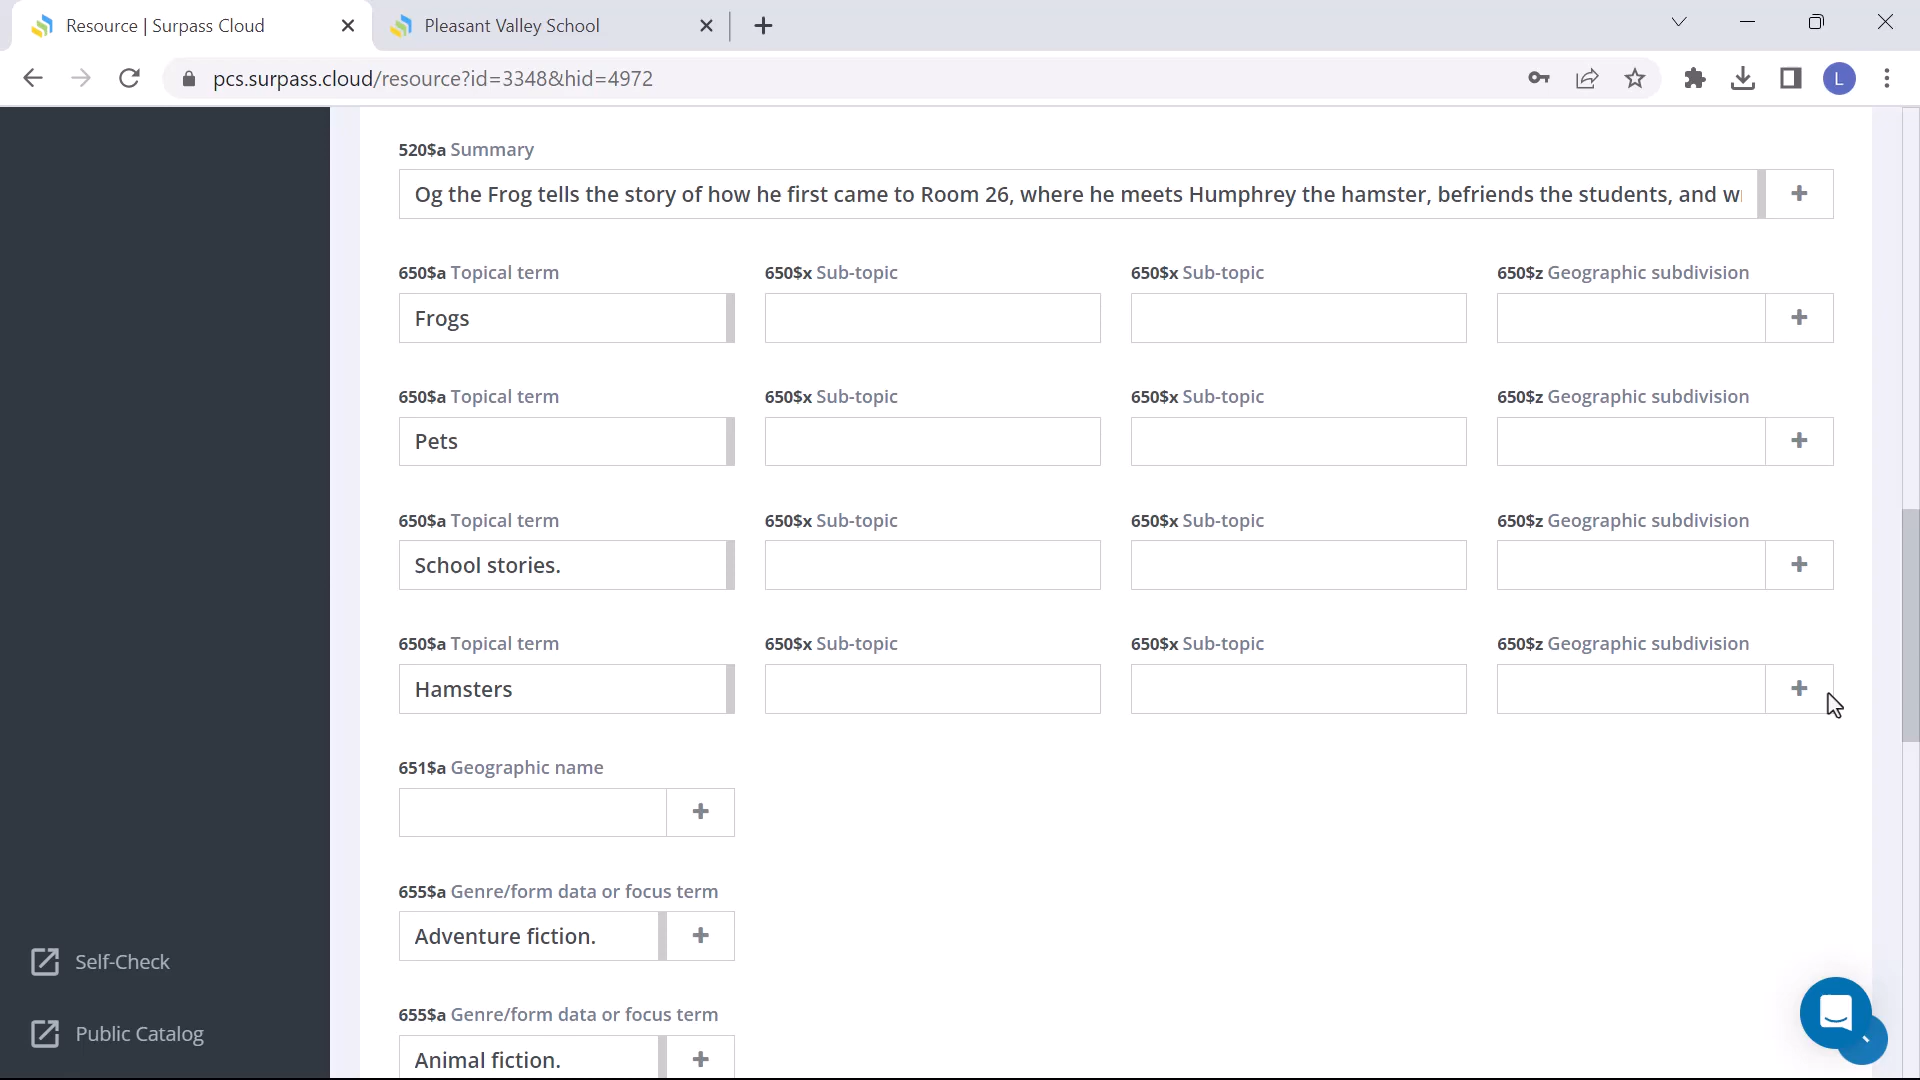 Resource | Surpass Cloud
Pleasant Valley School
pcs.surpass.cloud/resource?id=3348&hid=4972
L
520$a Summary
Og the Frog tells the story of how he first came to Room 26, where he meets Humphrey the hamster, befriends the students, and w
650$a Topical term 650$x Sub-topic 650$x Sub-topic 650$z Geographic subdivision
Frogs
650$a Topical term 650$x Sub-topic 650$x Sub-topic 650$z Geographic subdivision
Pets
650$a Topical term 650$x Sub-topic 650$x Sub-topic 650$z Geographic subdivision
School stories.
650$a Topical term 650$x Sub-topic 650$x Sub-topic 650$z Geographic subdivision
Hamsters
651$a Geographic name
655$a Genre/form data or focus term
Adventure fiction.
655$a Genre/form data or focus term
Animal fiction.
Self-Check
Public Catalog